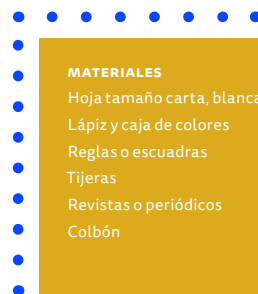 MATERIALES
Hoja tamaño carta, blanca
Lápiz y caja de colores
Reglas o escuadras
Tijeras
Revistas o periódicos
Colbón